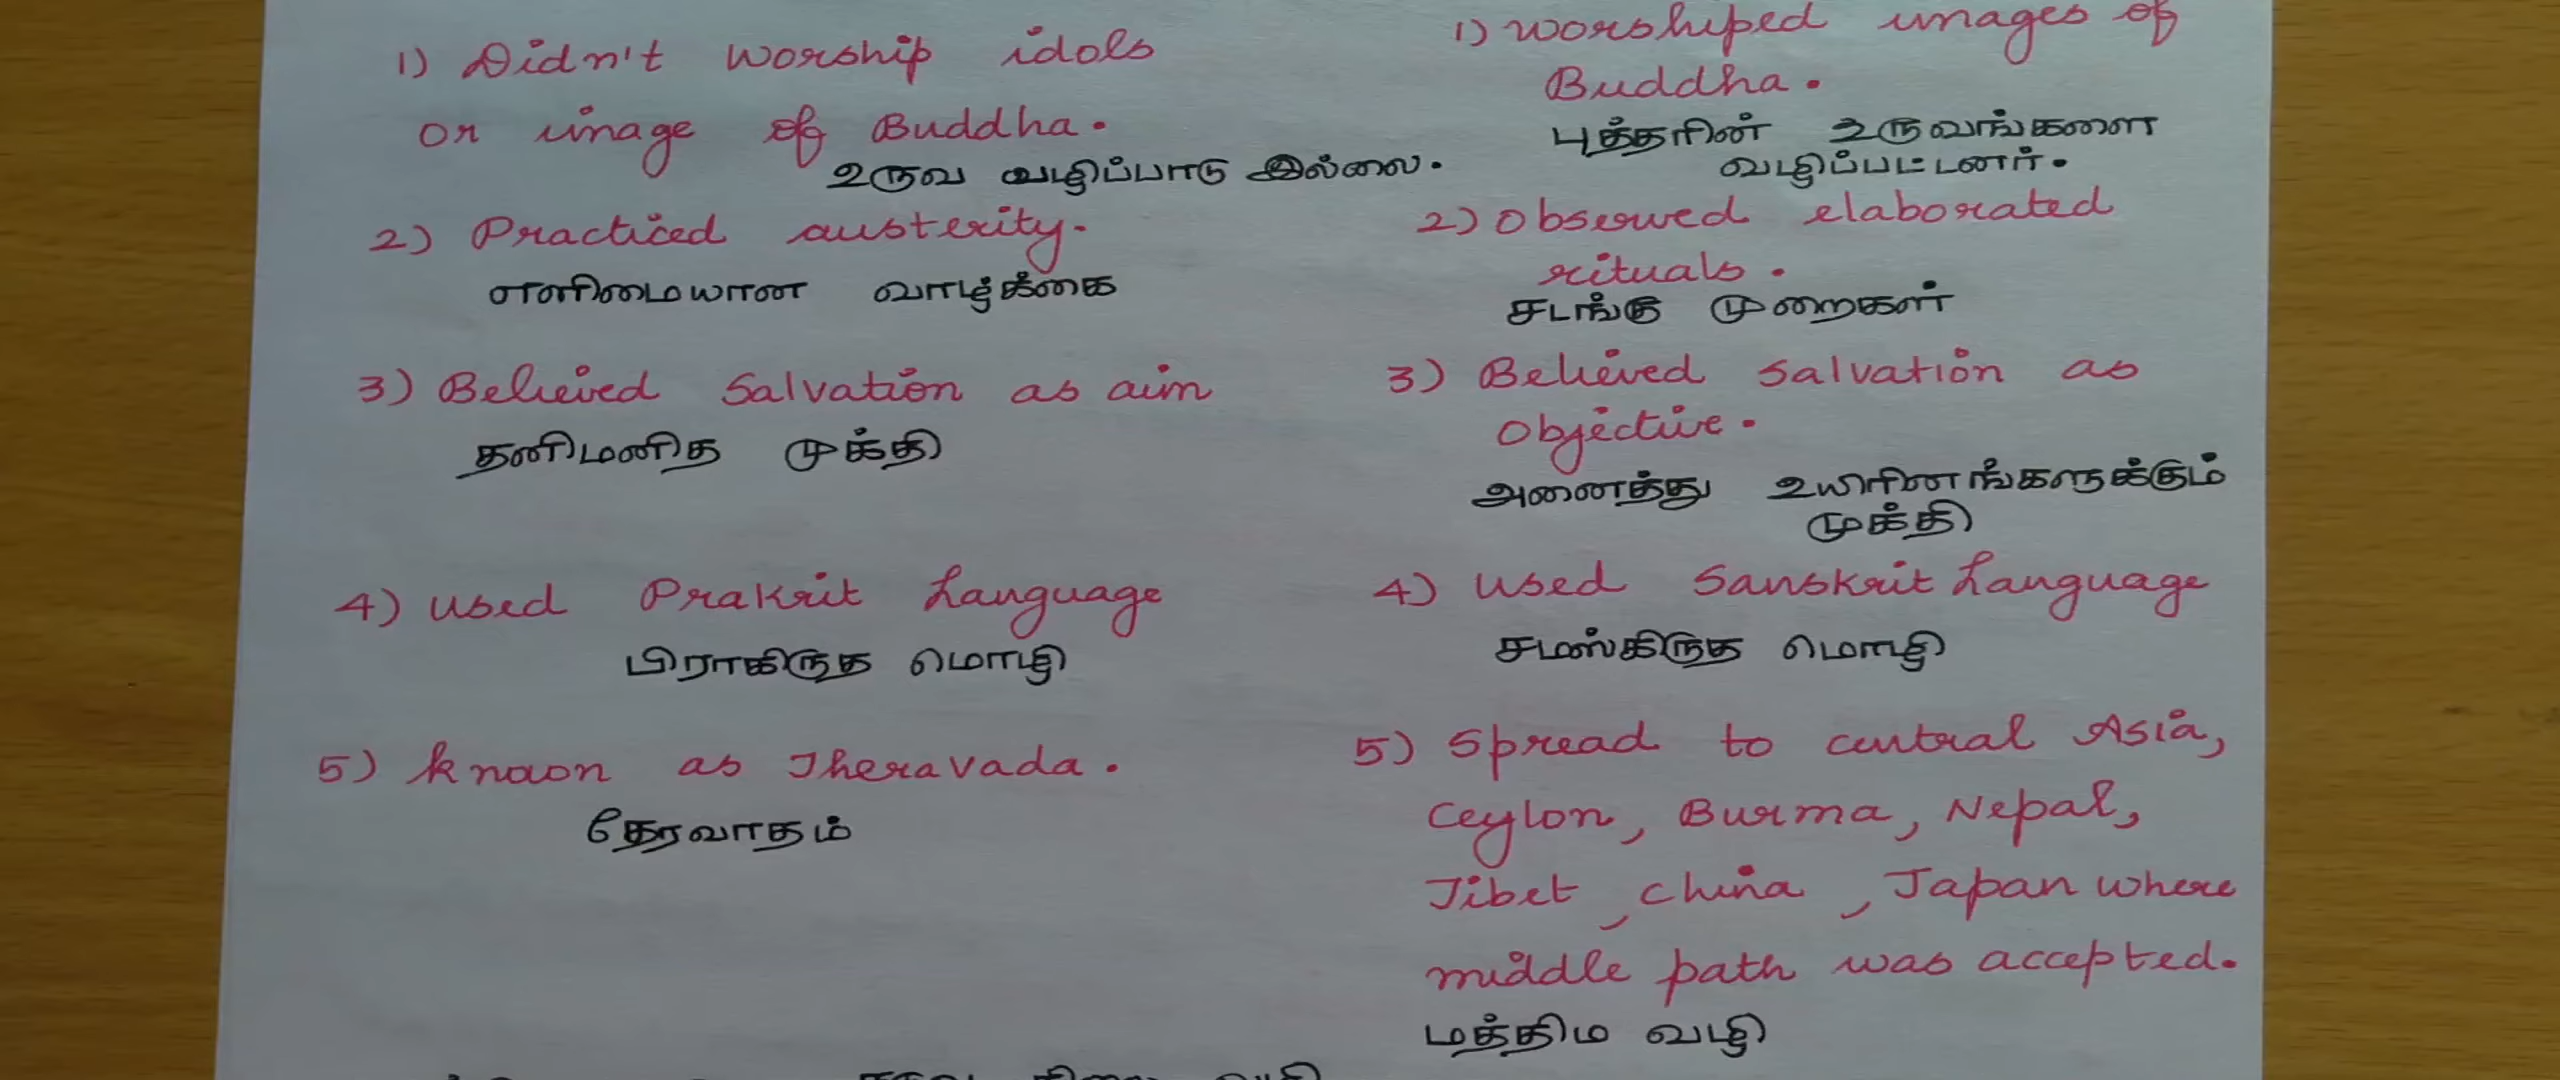 1) Didn't worship idols
or image of Buddha.
உருவ வழிப்பாடு இல்லை.
2) Practiced austerity.
எளிமையான வாழ்க்கை
3) Believed Salvation as aim
தனிமனித முக்தி
4) used Prakrit Language
பிராகிருத மொழி
5) known as Theravada.
தேரவாதம்
1) worshiped images of
Buddha.
புத்தரின் உருவங்களை
வழிப்பட்டனர்.
2) Observed elaborated
rituals.
சடங்கு முறைகள்
3) Believed salvation as
Objective.
அனைத்து உயிரினங்களுக்கும்
முக்தி
4) used Sanskrit Language
சமஸ்கிருத மொழி
5) Spread to central Asia,
Ceylon, Burma, Nepal,
Tibet, china, Japan where
middle path was accepted.
மத்திம வழி